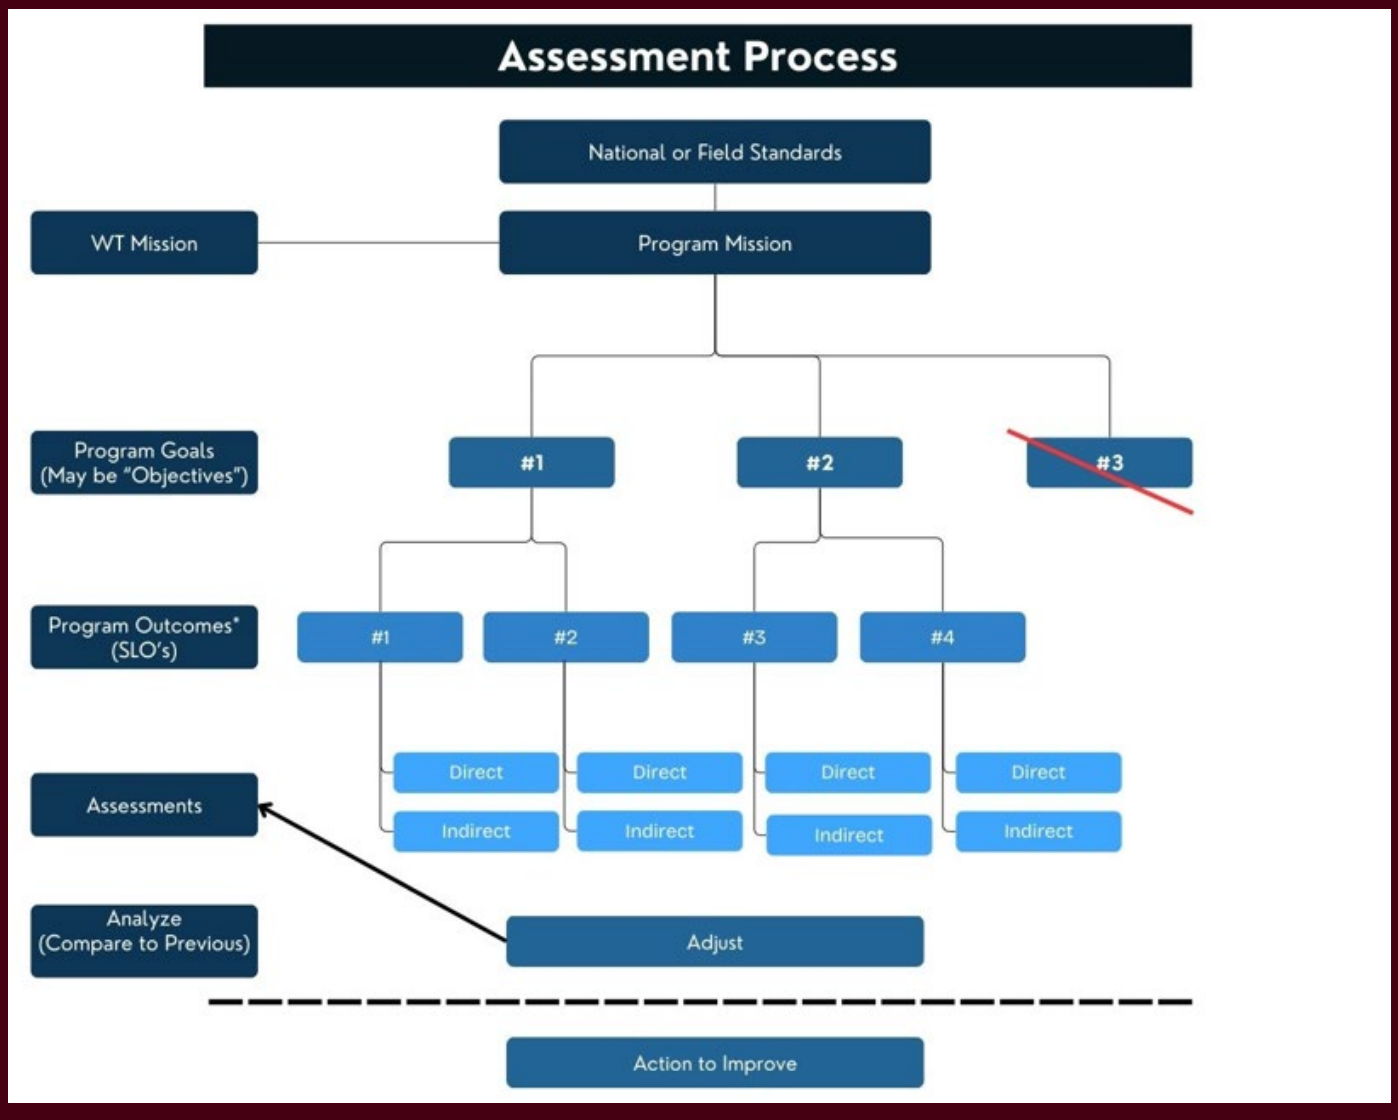 Assessment Process
National or Field Standards
WT Mission
Program Mission
Program Goals
(May be “Objectives”)
#1
#2
#3
Program Outcomes*
(SLO’s)
#1
#2
#3
#4
Assessments
Direct
Direct
Direct
Direct
Indirect
Indirect
Indirect
Indirect
Analyze
(Compare to Previous)
Adjust
Action to Improve